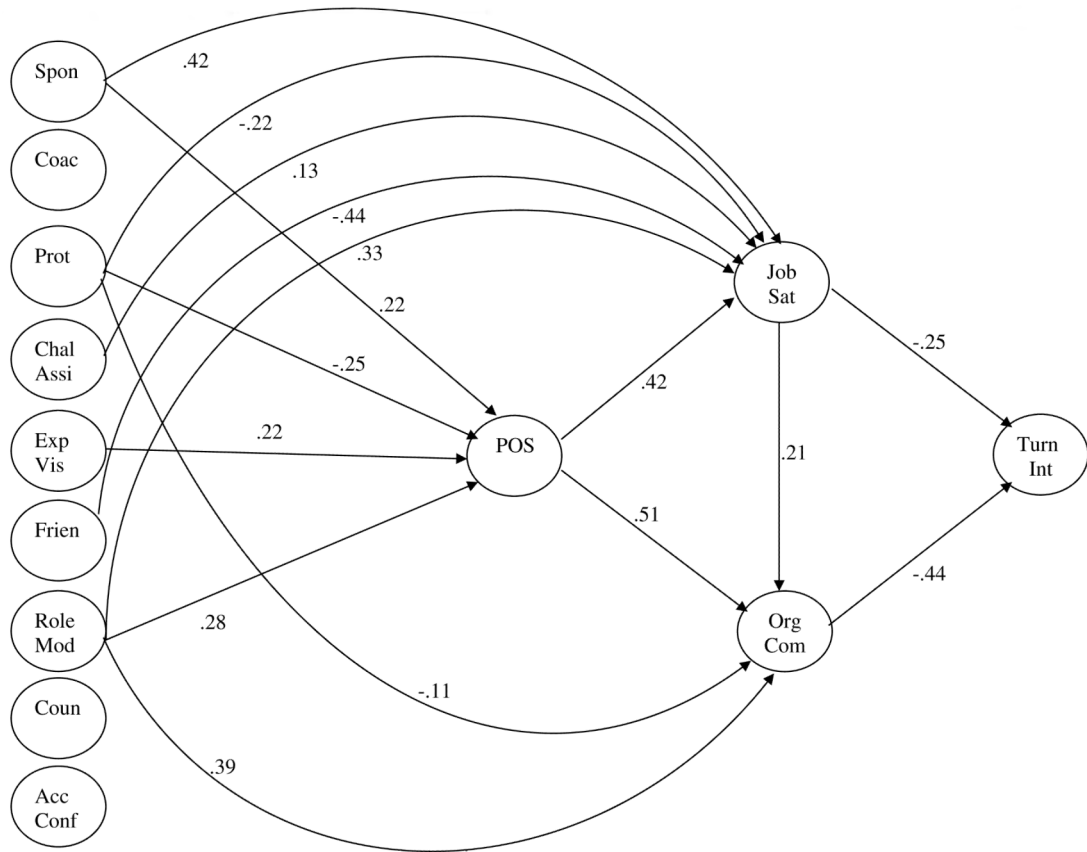 Spon
.42
-.22
Coac
.13
-.44
Prot
.33
Job
Sat
.22
Chal
Assi
-.25
-.25
.42
Exp
Vis
.22
POS
.21
Turn
Int
Frien
.51
-.44
Role
Mod
.28
Org
Com
-.11
Coun
.39
Acc
Conf